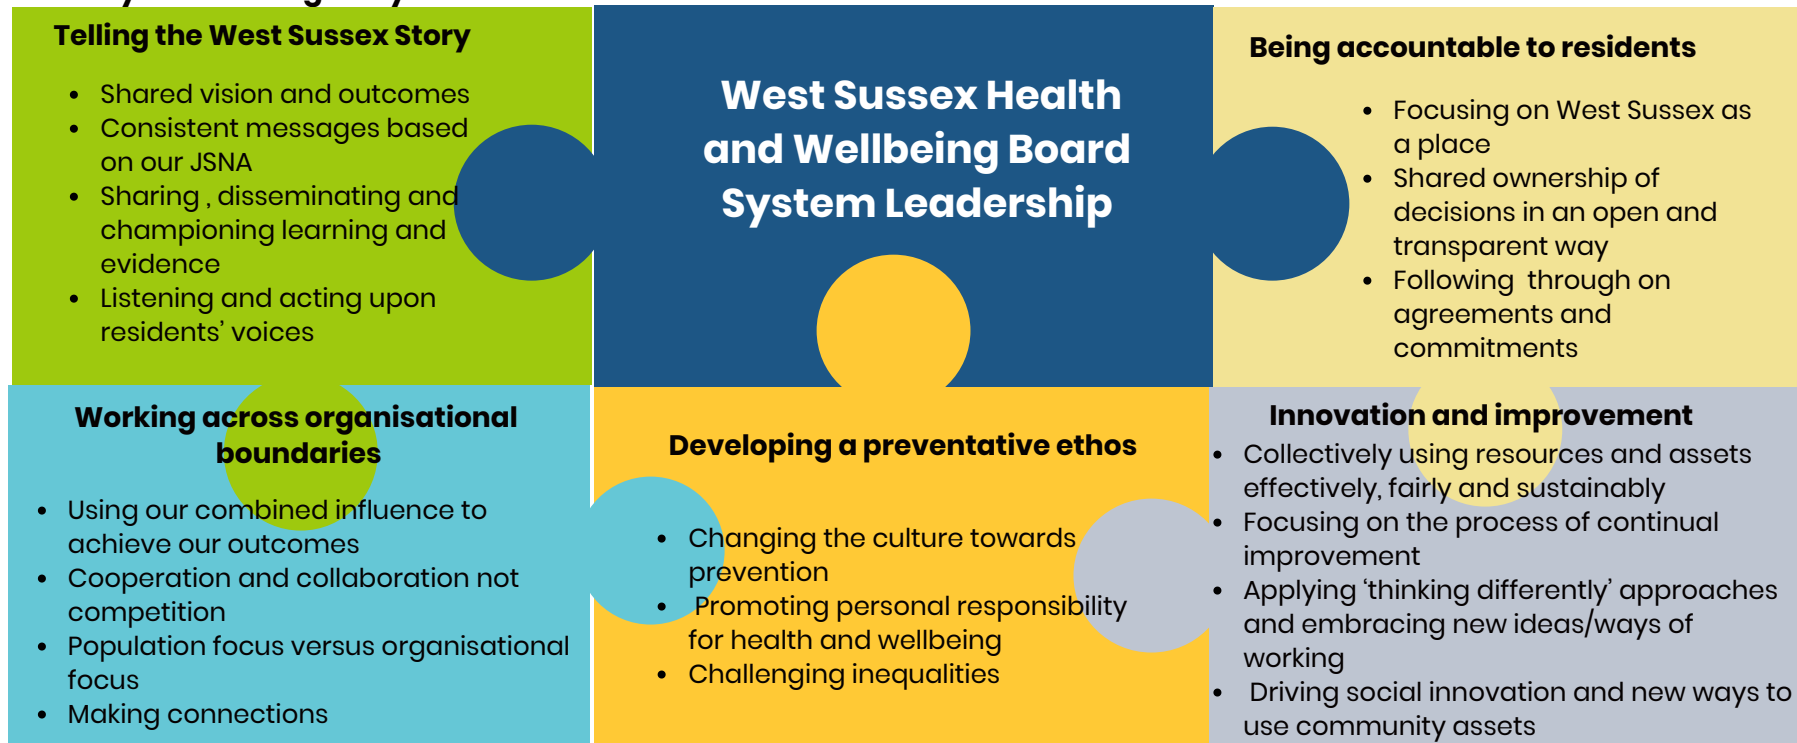 Telling the West Sussex Story
• Shared vision and outcomes
• Consistent messages based
on our JSNA
• Sharing , disseminating and
championing learning and
evidence
• Listening and acting upon
residents’ voices
West Sussex Health
and Wellbeing Board
System Leadership
Being accountable to residents
• Focusing on West Sussex as
a place
• Shared ownership of
decisions in an open and
transparent way
• Following through on
agreements and
commitments
Working across organisational
boundaries
• Using our combined influence to
achieve our outcomes
• Cooperation and collaboration not
competition
• Population focus versus organisational
focus
• Making connections
Developing a preventative ethos
• Changing the culture towards
prevention
• Promoting personal responsibility
for health and wellbeing
• Challenging inequalities
Innovation and improvement
• Collectively using resources and assets
effectively, fairly and sustainably
• Focusing on the process of continual
improvement
• Applying ‘thinking differently’ approaches
and embracing new ideas/ways of
working
• Driving social innovation and new ways to
use community assets